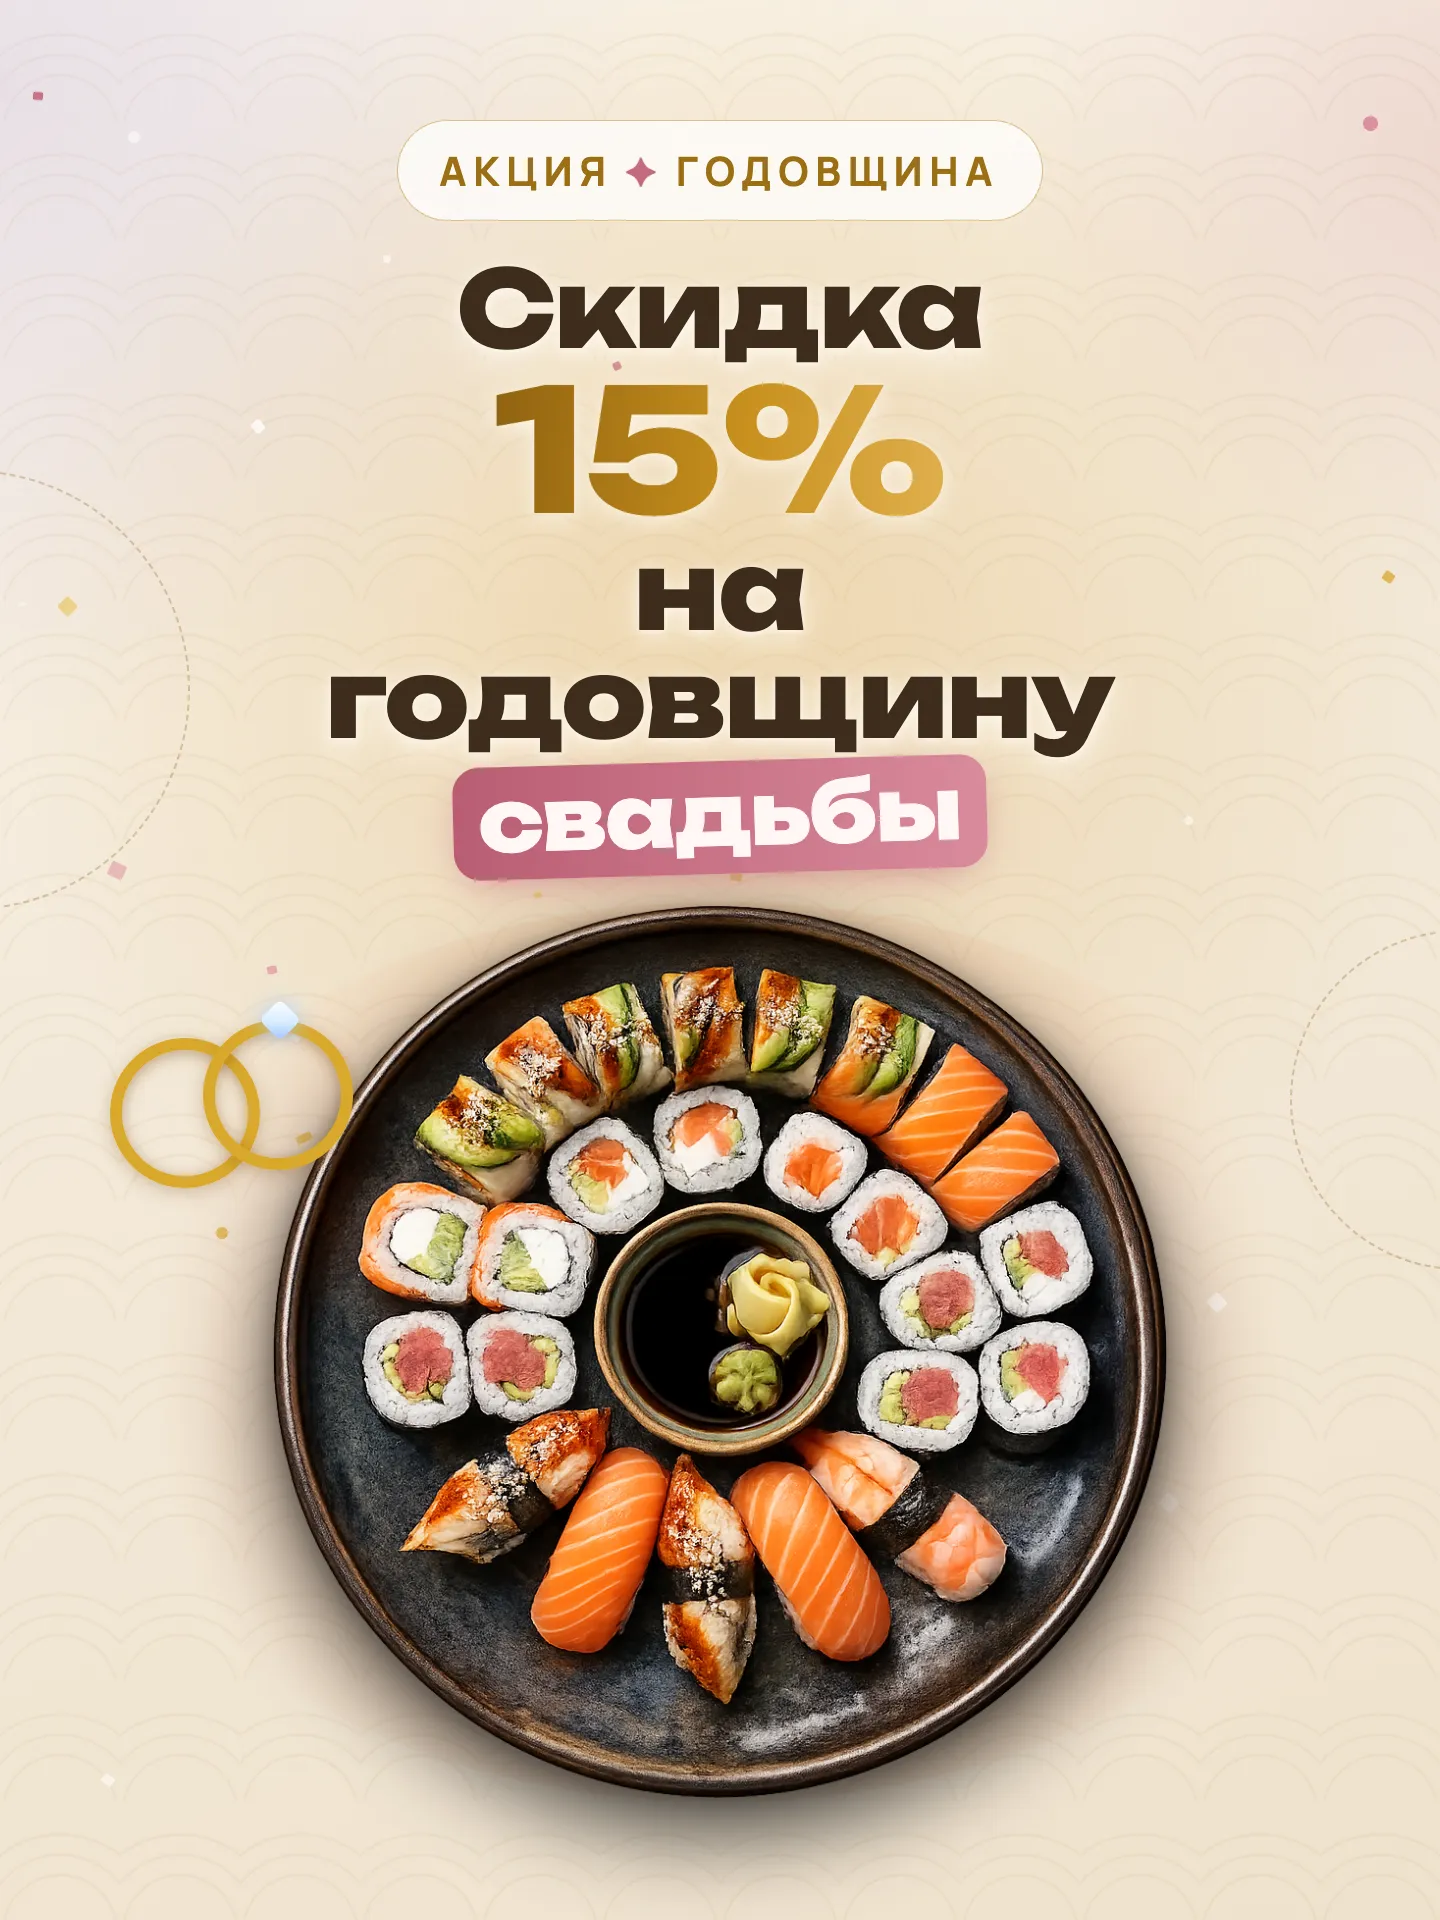 АКЦИЯ ✦ ГОДОВЩИНА
Скидка
15%
на
годовщину
свадьбы